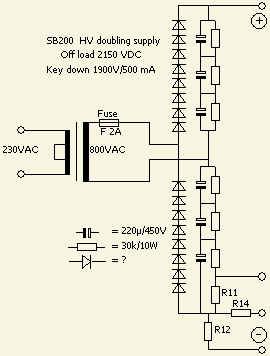 SB200 HV doubling supply
Off load 2150 VDC
Key down 1900V/500 mA
Fuse
F 2A
230VAC
800VAC
= 220µ/450V
= 30k/10W
= ?
R11
R14
R12